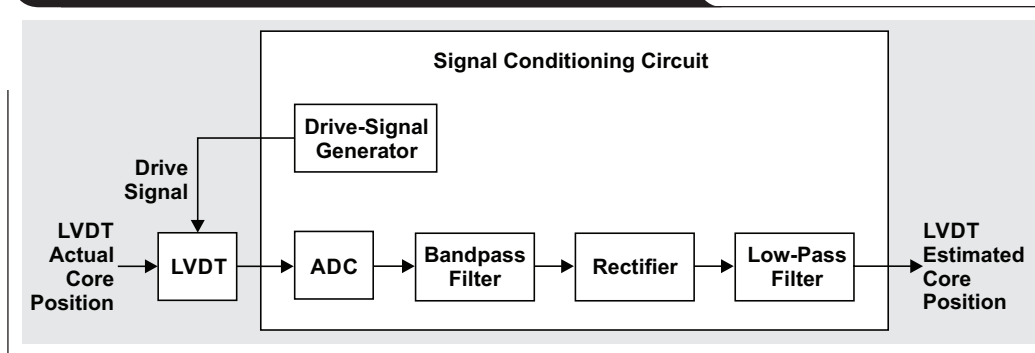 Signal Conditioning Circuit
Drive-Signal
Generator
Drive
Signal
LVDT
Actual
Core
Position
LVDT
ADC
Bandpass
Filter
Rectifier
Low-Pass
Filter
LVDT
Estimated
Core
Position